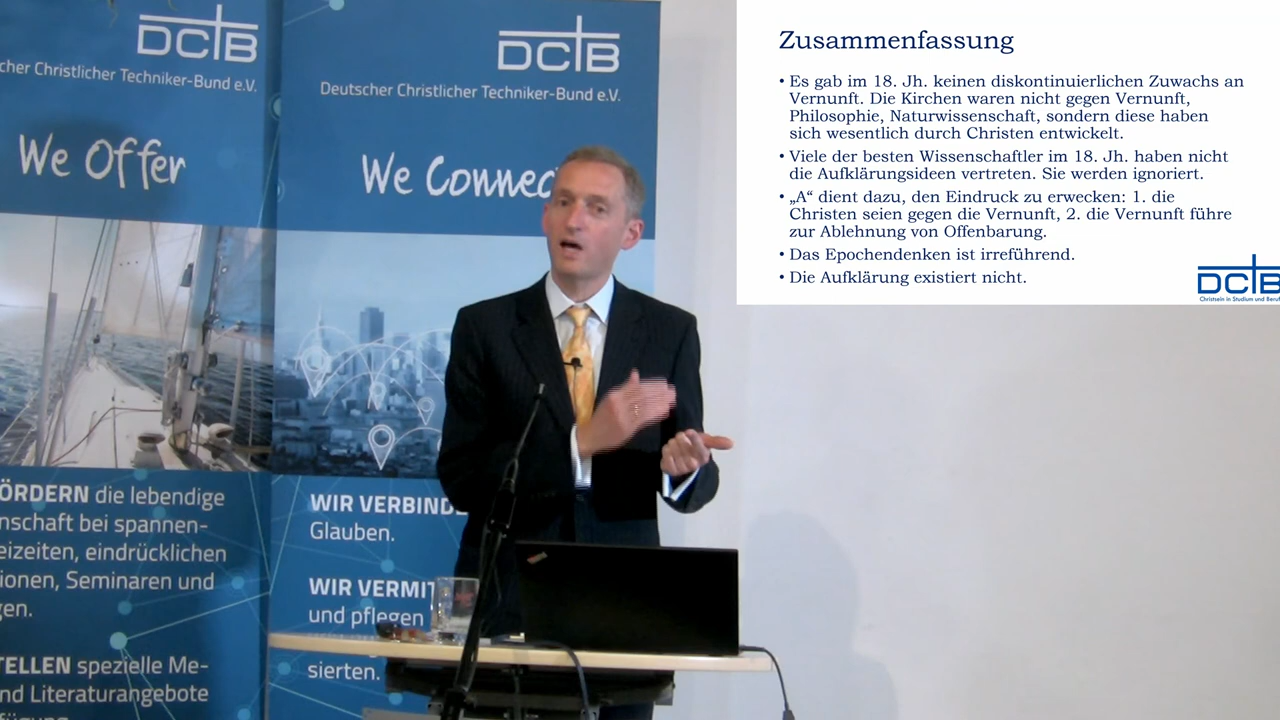 DCTB
cher Christlicher Techniker-Bund e.V.
We Offer
ÖRDERN die lebendige
nschaft bei spannen-
eizeiten, eindrücklichen
ionen, Seminaren und
gen.
TELLEN spezielle Me-
nd Literaturangebote
DCTB
Deutscher Christlicher Techniker-Bund e.V.
We Connec
WIR VERBINDE
Glauben.
WIR VERMIT
und pflegen
sierten.
Zusammenfassung
• Es gab im 18. Jh. keinen diskontinuierlichen Zuwachs an
Vernunft. Die Kirchen waren nicht gegen Vernunft,
Philosophie, Naturwissenschaft, sondern diese haben
sich wesentlich durch Christen entwickelt.
• Viele der besten Wissenschaftler im 18. Jh. haben nicht
die Aufklärungsideen vertreten. Sie werden ignoriert.
• „A“ dient dazu, den Eindruck zu erwecken: 1. die
Christen seien gegen die Vernunft, 2. die Vernunft führe
zur Ablehnung von Offenbarung.
• Das Epochendenken ist irreführend.
• Die Aufklärung existiert nicht.
DCTB
Christsein in Studium und Beruf